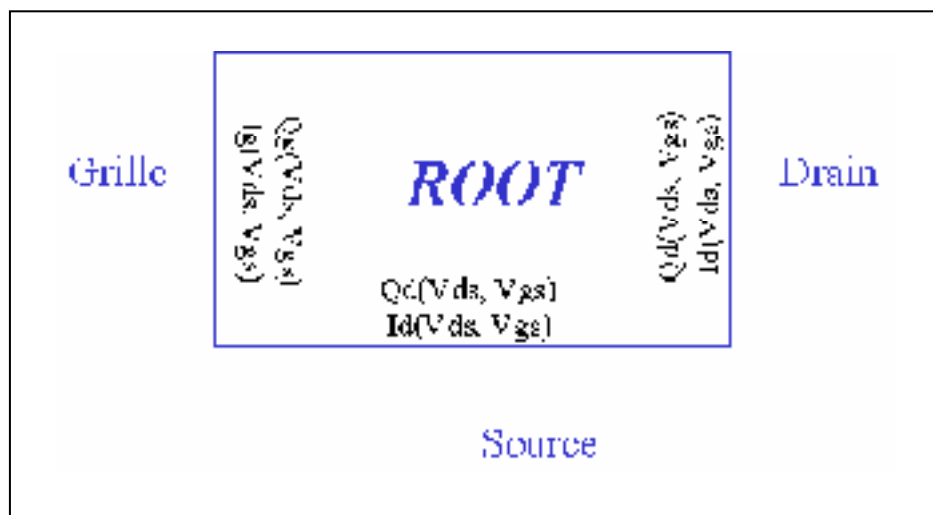 Grille
Qg(Vds, Vgs)
Ig(Vds, Vgs)
ROOT
Qd(Vds, Vgs)
Id(Vds, Vgs)
Qd(Vds, Vgs)
Id(Vds, Vgs)
Drain
Source